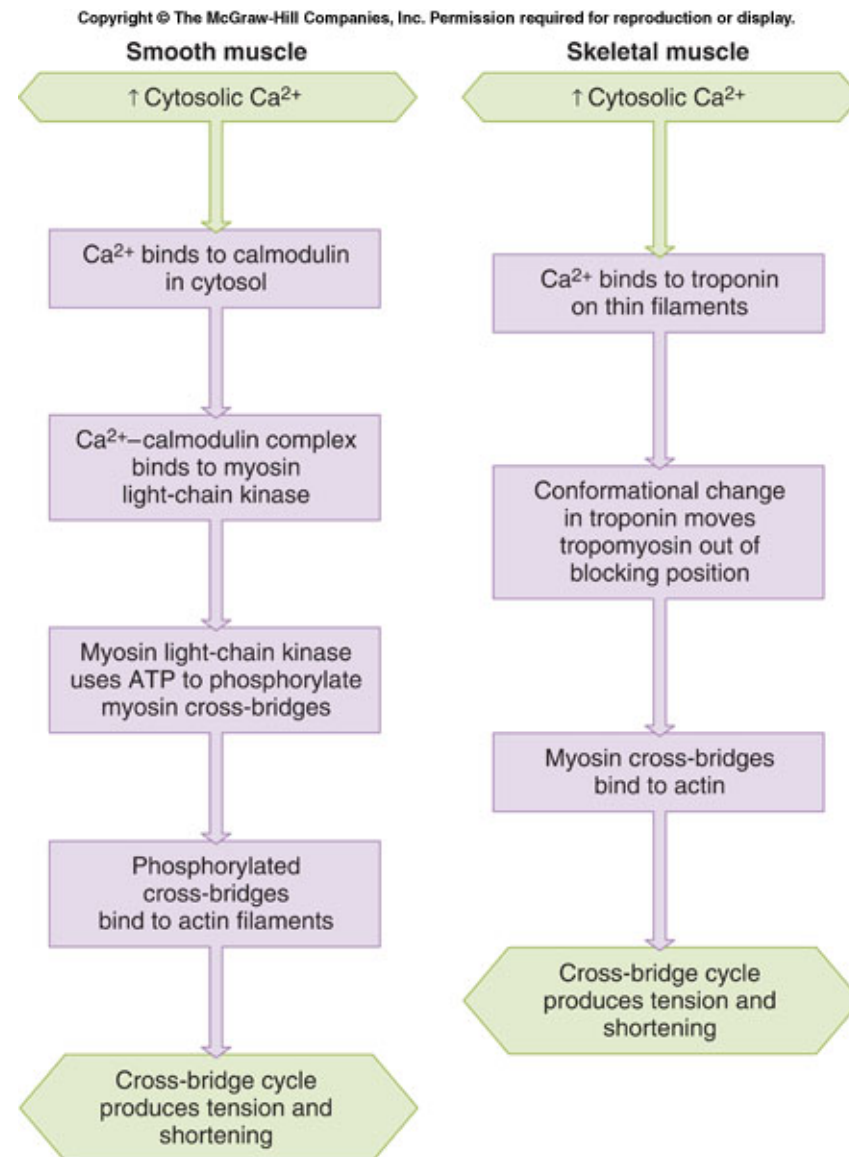 Copyright © The McGraw-Hill Companies, Inc. Permission required for reproduction or display.
Smooth muscle
↑ Cytosolic Ca²⁺
Ca²⁺ binds to calmodulin
in cytosol
Ca²⁺–calmodulin complex
binds to myosin
light-chain kinase
Myosin light-chain kinase
uses ATP to phosphorylate
myosin cross-bridges
Phosphorylated
cross-bridges
bind to actin filaments
Cross-bridge cycle
produces tension and
shortening
Skeletal muscle
↑ Cytosolic Ca²⁺
Ca²⁺ binds to troponin
on thin filaments
Conformational change
in troponin moves
tropomyosin out of
blocking position
Myosin cross-bridges
bind to actin
Cross-bridge cycle
produces tension and
shortening